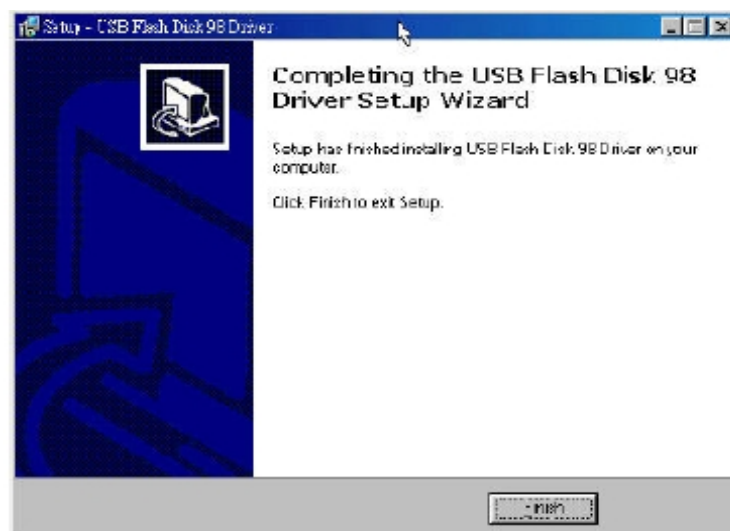 Setup - USB Flash Disk 98 Driver
Completing the USB Flash Disk 98
Driver Setup Wizard
Setup has finished installing USB Flash Disk 98 Driver on your
computer.
Click Finish to exit Setup.
Finish